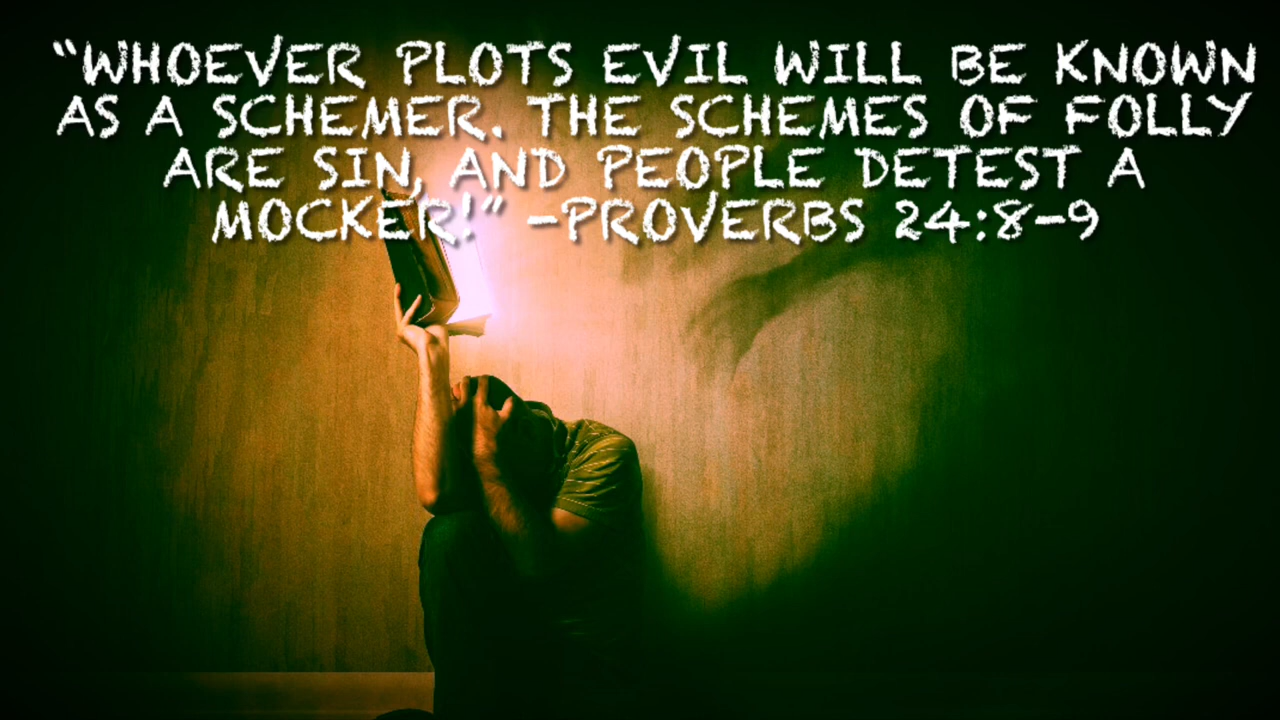 “WHOEVER PLOTS EVIL WILL BE KNOWN
AS A SCHEMER. THE SCHEMES OF FOLLY
ARE SIN, AND PEOPLE DETEST A
MOCKER!” -PROVERBS 24:8-9